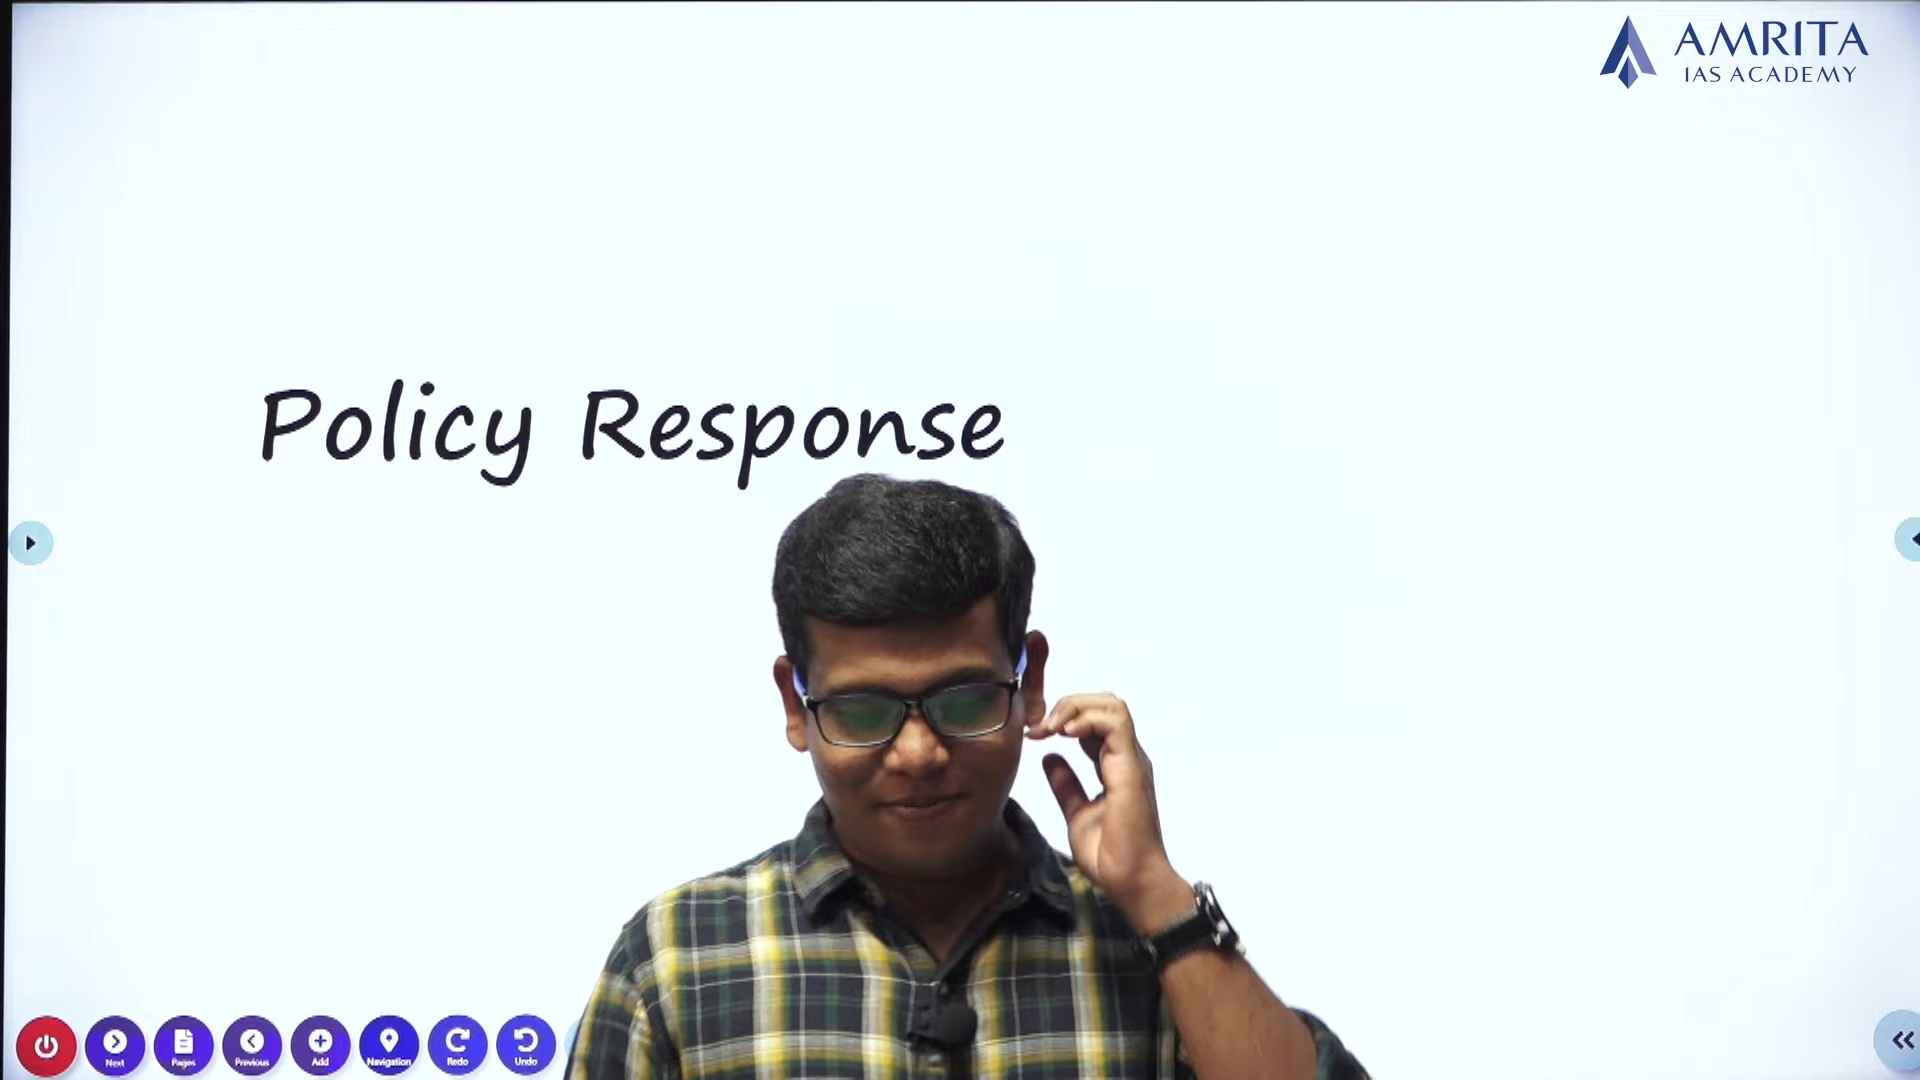 AMRITA
IAS ACADEMY
Policy Response
Next
Pages
Previous
Add
Navigation
Redo
Undo